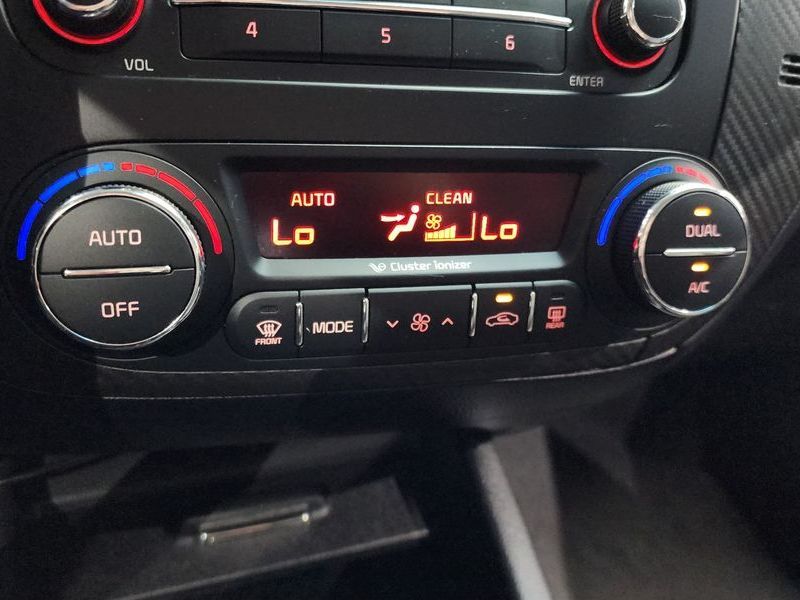 4 5 6
VOL ENTER
AUTO CLEAN
Lo Lo
Cluster ionizer
AUTO
OFF
DUAL
A/C
FRONT MODE REAR